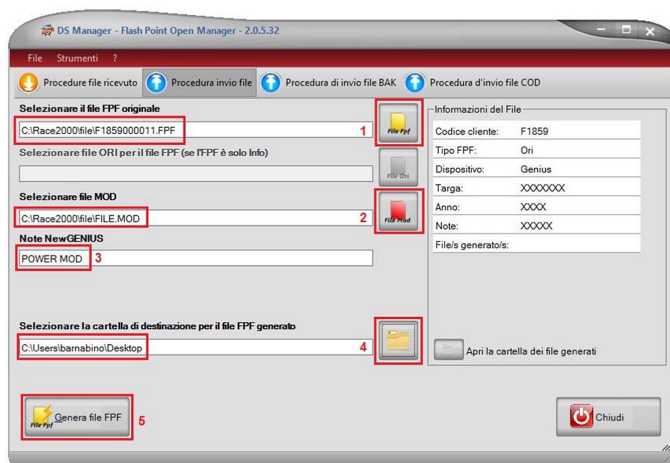 DS Manager - Flash Point Open Manager - 2.0.5.32
File Strumenti ?
Procedure file ricevuto Procedura invio file Procedura di invio file BAK Procedura d'invio file COD
Selezionare il file FPF originale
C:\Race2000\file\F1859000011.FPF
1
File Fpf
Selezionare file ORI per il file FPF (se l'FPF è solo Info)
File Ori
Selezionare file MOD
C:\Race2000\file\FILE.MOD
2
File Mod
Note NewGENIUS
POWER MOD
3
Selezionare la cartella di destinazione per il file FPF generato
C:\Users\barnabino\Desktop
4
Genera file FPF
File Fpf
5
Informazioni del File
Codice cliente: F1859
Tipo FPF: Ori
Dispositivo: Genius
Targa: XXXXXXX
Anno: XXXX
Note: XXXXX
File/s generato/s:
Apri la cartella dei file generati
Chiudi